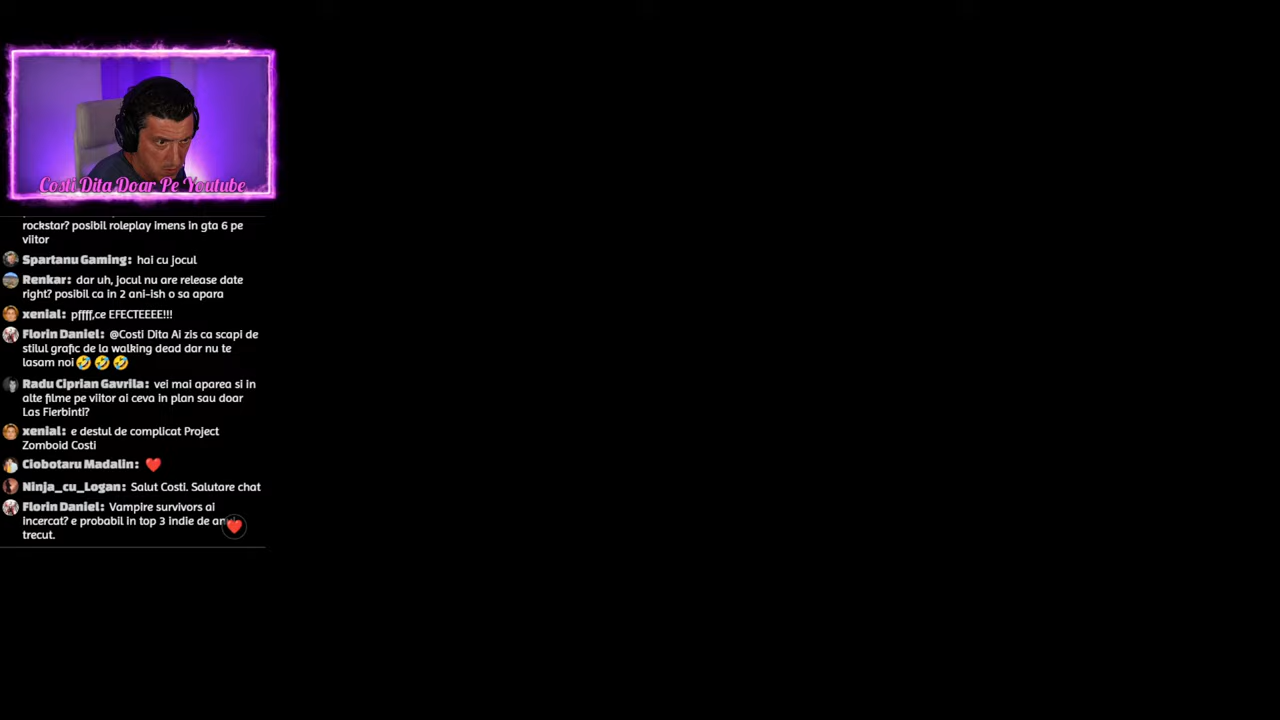 Costi Dita Doar Pe Youtube
rockstar? posibil roleplay imens in gta 6 pe
viitor
Spartanu Gaming: hai cu jocul
Renkar: dar uh, jocul nu are release date
right? posibil ca in 2 ani-ish o sa apara
xenial: pffff,ce EFECTEEEE!!!
Florin Daniel: @Costi Dita Ai zis ca scapi de
stilul grafic de la walking dead dar nu te
lasam noi🤣 🤣 🤣
Radu Ciprian Gavrila: vei mai aparea si in
alte filme pe viitor ai ceva in plan sau doar
Las Fierbinti?
xenial: e destul de complicat Project
Zomboid Costi
Ciobotaru Madalin: ❤️
Ninja_cu_Logan: Salut Costi. Salutare chat
Florin Daniel: Vampire survivors ai
incercat? e probabil in top 3 indie de
trecut.